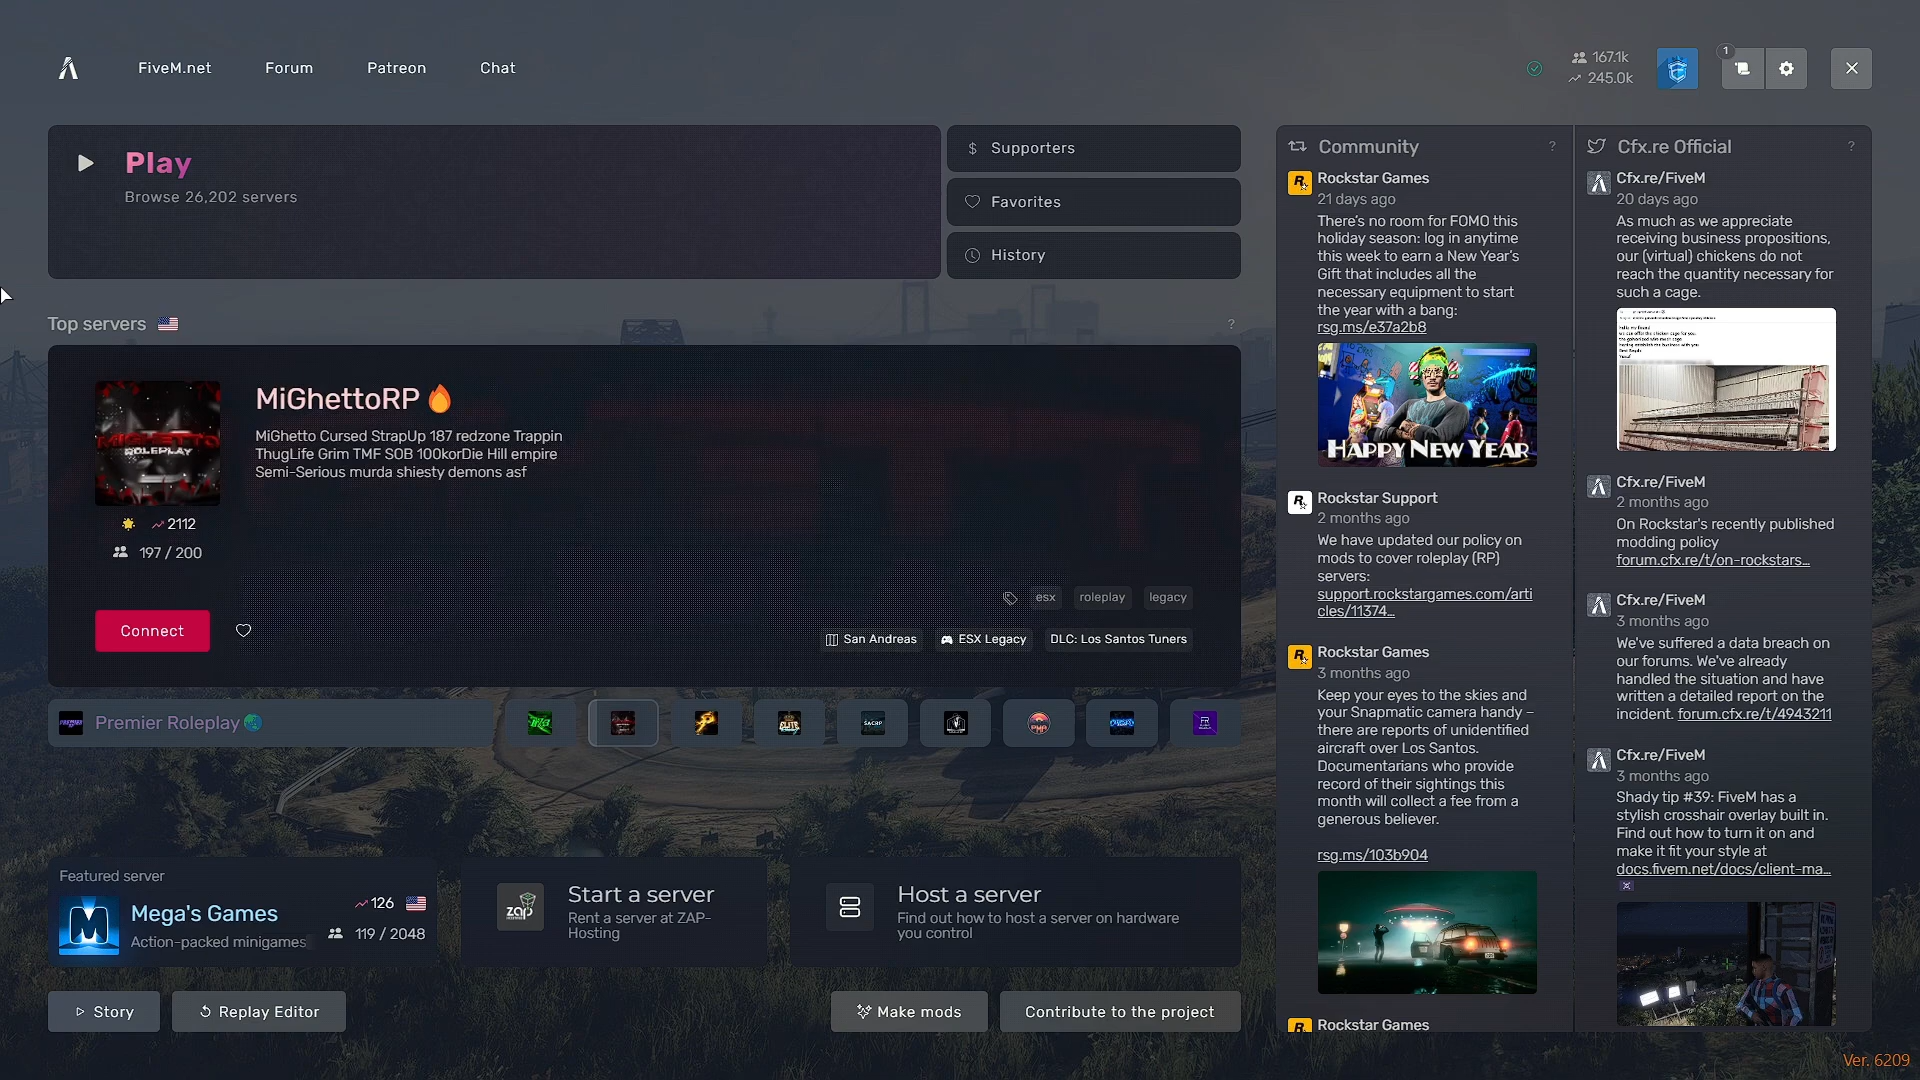 FiveM.net
Forum
Patreon
Chat
167.1k
245.0k
1
Play
Browse 26,202 servers
$ Supporters
Favorites
History
Top servers
?
MiGhettoRP
MiGhetto Cursed StrapUp 187 redzone Trappin
ThugLife Grim TMF SOB 100korDie Hill empire
Semi-Serious murda shiesty demons asf
MIGHETTO
ROLEPLAY
2112
197 / 200
Connect
esx
roleplay
legacy
San Andreas
ESX Legacy
DLC: Los Santos Tuners
Premier Roleplay
SACRP
PMP
Featured server
Mega's Games
Action-packed minigames
126
119 / 2048
zap
Start a server
Rent a server at ZAP-
Hosting
Host a server
Find out how to host a server on hardware
you control
Story
Replay Editor
Make mods
Contribute to the project
Community
?
Rockstar Games
21 days ago
There's no room for FOMO this
holiday season: log in anytime
this week to earn a New Year's
Gift that includes all the
necessary equipment to start
the year with a bang:
rsg.ms/e37a2b8
HAPPY NEW YEAR
Rockstar Support
2 months ago
We have updated our policy on
mods to cover roleplay (RP)
servers:
support.rockstargames.com/arti
cles/11374…
Rockstar Games
3 months ago
Keep your eyes to the skies and
your Snapmatic camera handy –
there are reports of unidentified
aircraft over Los Santos.
Documentarians who provide
record of their sightings this
month will collect a fee from a
generous believer.
rsg.ms/103b904
Rockstar Games
Cfx.re Official
?
Cfx.re/FiveM
20 days ago
As much as we appreciate
receiving business propositions,
our (virtual) chickens do not
reach the quantity necessary for
such a cage.
Cfx.re/FiveM
2 months ago
On Rockstar's recently published
modding policy
forum.cfx.re/t/on-rockstars…
Cfx.re/FiveM
3 months ago
We've suffered a data breach on
our forums. We've already
handled the situation and have
written a detailed report on the
incident. forum.cfx.re/t/4943211
Cfx.re/FiveM
3 months ago
Shady tip #39: FiveM has a
stylish crosshair overlay built in.
Find out how to turn it on and
make it fit your style at
docs.fivem.net/docs/client-ma…
Ver. 6209